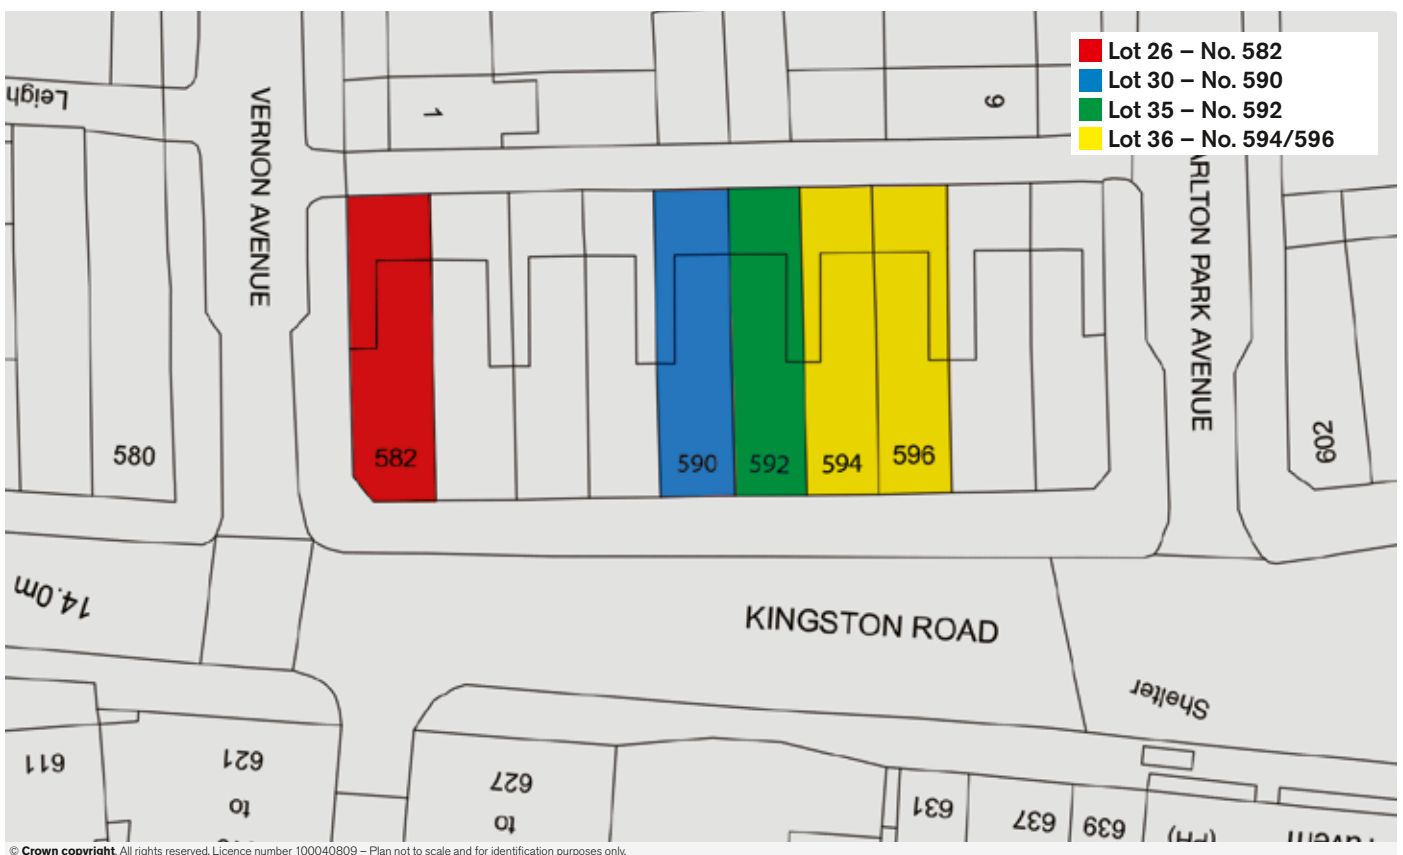 Lot 26 – No. 582
Lot 30 – No. 590
Lot 35 – No. 592
Lot 36 – No. 594/596
Leigh
VERNON AVENUE
1
9
RLTON PARK AVENUE
580
582
590
592
594
596
602
14.0m
KINGSTON ROAD
Shelter
611
621
to
627
to
631
637
639
(PH)
© Crown copyright. All rights reserved. Licence number 100040809 – Plan not to scale and for identification purposes only.